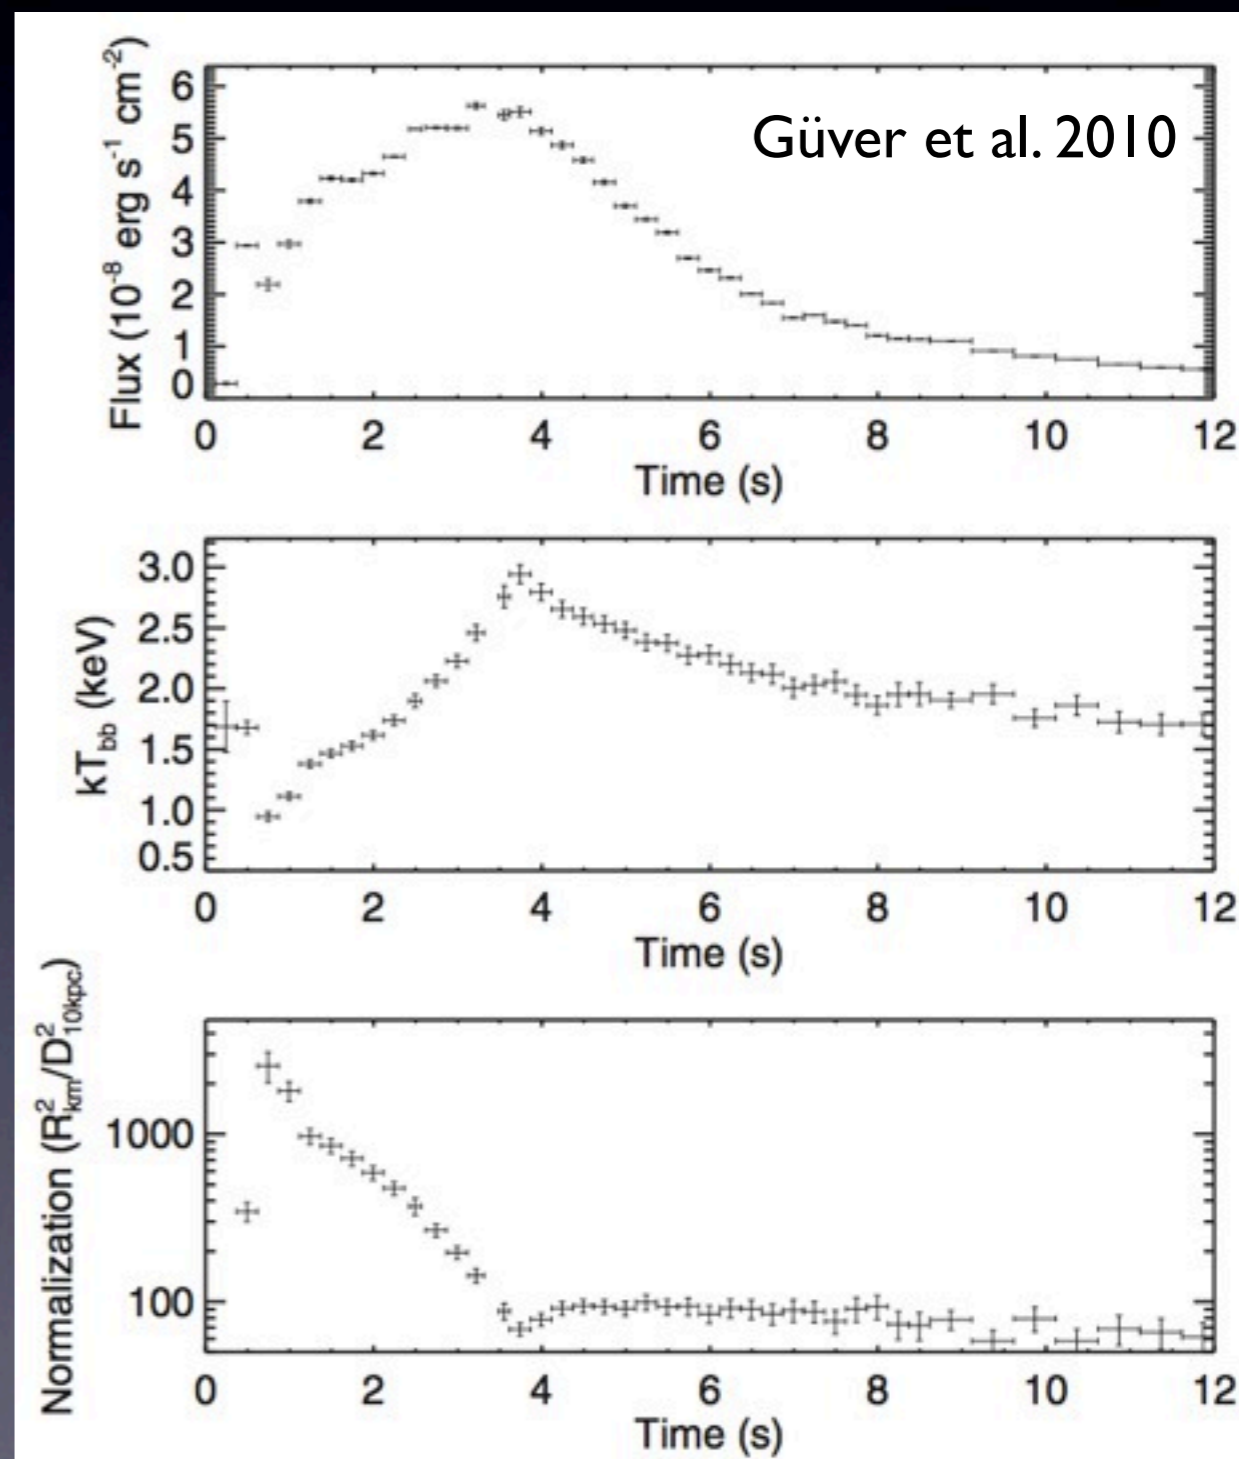 Güver et al. 2010
Flux (10⁻⁸ erg s⁻¹ cm⁻²)
6
5
4
3
2
1
0
0 2 4 6 8 10 12
Time (s)
kT_bb (keV)
3.0
2.5
2.0
1.5
1.0
0.5
0 2 4 6 8 10 12
Time (s)
Normalization (R²_km/D²_10kpc)
1000
100
0 2 4 6 8 10 12
Time (s)